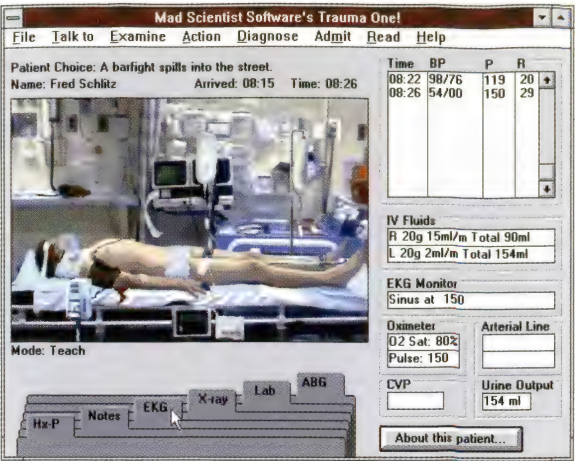 Mad Scientist Software's Trauma One!
File Talk to Examine Action Diagnose Admit Read Help
Patient Choice: A barfight spills into the street.
Name: Fred Schlitz Arrived: 08:15 Time: 08:26
Time BP P R
08:22 98/76 119 20
08:26 54/00 150 29
IV Fluids
R 20g 15ml/m Total 90ml
L 20g 2ml/m Total 154ml
EKG Monitor
Sinus at 150
Oximeter Arterial Line
O2 Sat: 80%
Pulse: 150
Mode: Teach
CVP Urine Output
154 ml
Hx-P Notes EKG X-ray Lab ABG
About this patient...